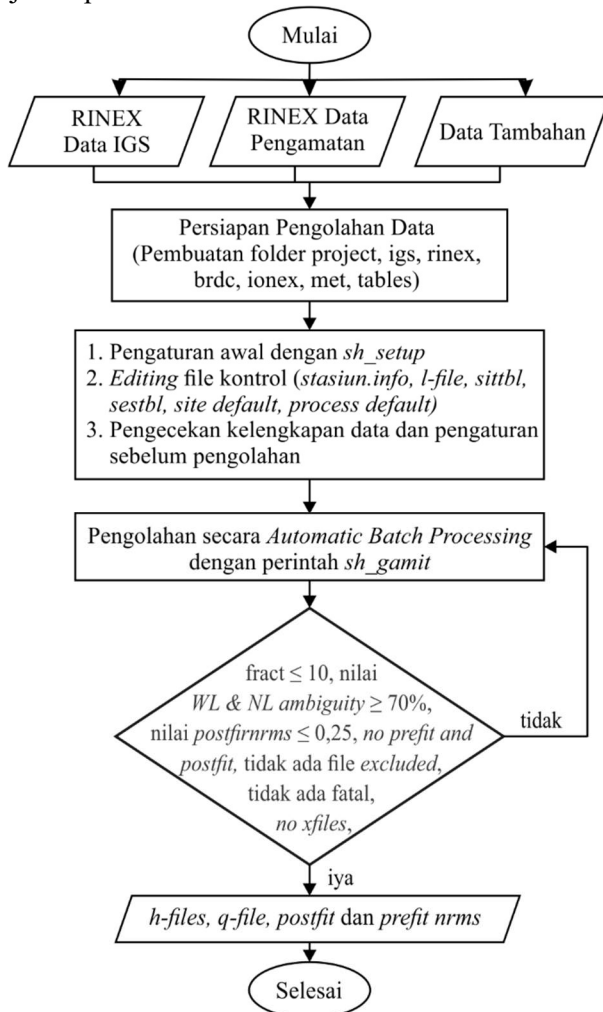 Mulai
RINEX
Data IGS
RINEX Data
Pengamatan
Data Tambahan
Persiapan Pengolahan Data
(Pembuatan folder project, igs, rinex,
brdc, ionex, met, tables)
1. Pengaturan awal dengan sh_setup
2. Editing file kontrol (stasiun.info, l-file, sittbl,
sestbl, site default, process default)
3. Pengecekan kelengkapan data dan pengaturan
sebelum pengolahan
Pengolahan secara Automatic Batch Processing
dengan perintah sh_gamit
fract ≤ 10, nilai
WL & NL ambiguity ≥ 70%,
nilai postfirnrms ≤ 0,25, no prefit and
postfit, tidak ada file excluded,
tidak ada fatal,
no xfiles,
tidak
iya
h-files, q-file, postfit dan prefit nrms
Selesai